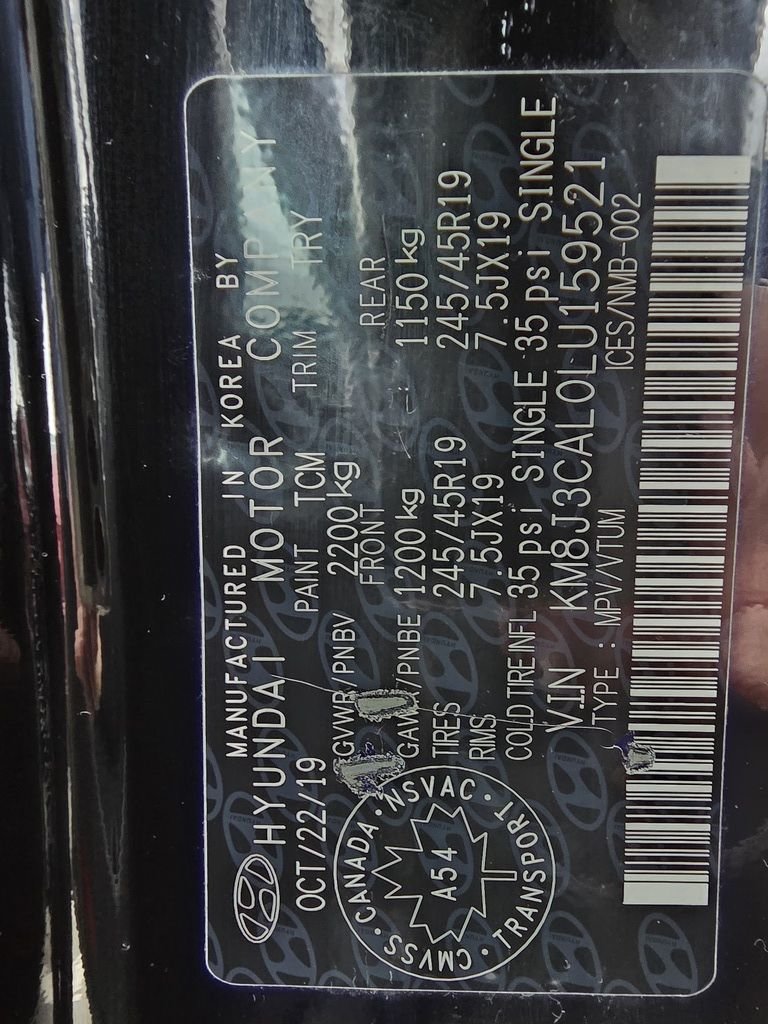 MANUFACTURED IN KOREA BY
HYUNDAI MOTOR COMPANY
OCT/22/19 PAINT TCM TRIM TRY
GVWR/PNBV 2200 kg
FRONT REAR
GAWR/PNBE 1200 kg 1150 kg
TIRES 245/45R19 245/45R19
RIMS 7.5JX19 7.5JX19
COLD TIRE INFL 35 psi SINGLE 35 psi SINGLE
VIN KM8J3CAL0LU159521
TYPE : MPV/VTUM ICES/NMB-002
CANADA · NSVAC · TRANSPORT · CMVSS ·
A54